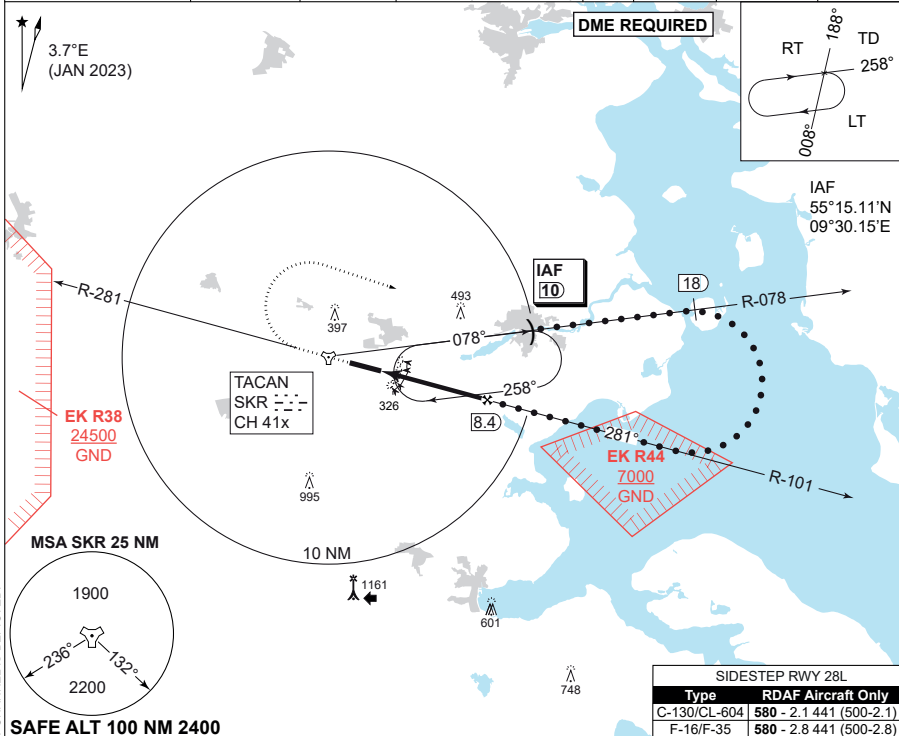 DME REQUIRED
3.7°E
(JAN 2023)
188°
RT
TD
258°
LT
008°
IAF
55°15.11'N
09°30.15'E
R-281
IAF
10
18
R-078
493
397
078°
258°
TACAN
SKR
CH 41x
326
8.4
EK R38
24500
GND
281°
EK R44
7000
GND
R-101
995
10 NM
MSA SKR 25 NM
1900
236°
132°
2200
1161
601
748
SAFE ALT 100 NM 2400
SIDESTEP RWY 28L
Type RDAF Aircraft Only
C-130/CL-604 580 - 2.1 441 (500-2.1)
F-16/F-35 580 - 2.8 441 (500-2.8)